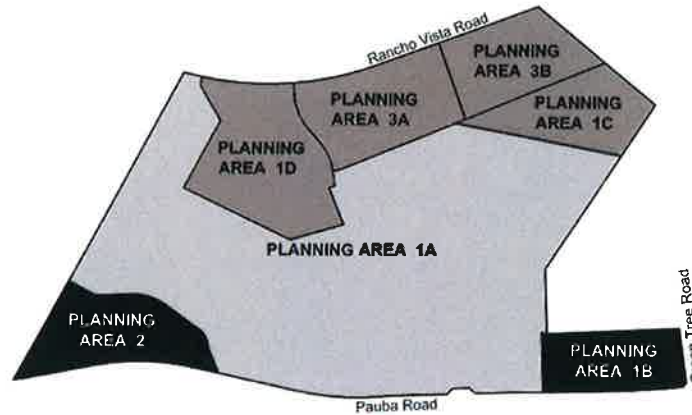 Rancho Vista Road
PLANNING
AREA 3B
PLANNING
AREA 3A
PLANNING
AREA 1C
PLANNING
AREA 1D
PLANNING AREA 1A
PLANNING
AREA 2
PLANNING
AREA 1B
Tree Road
Pauba Road